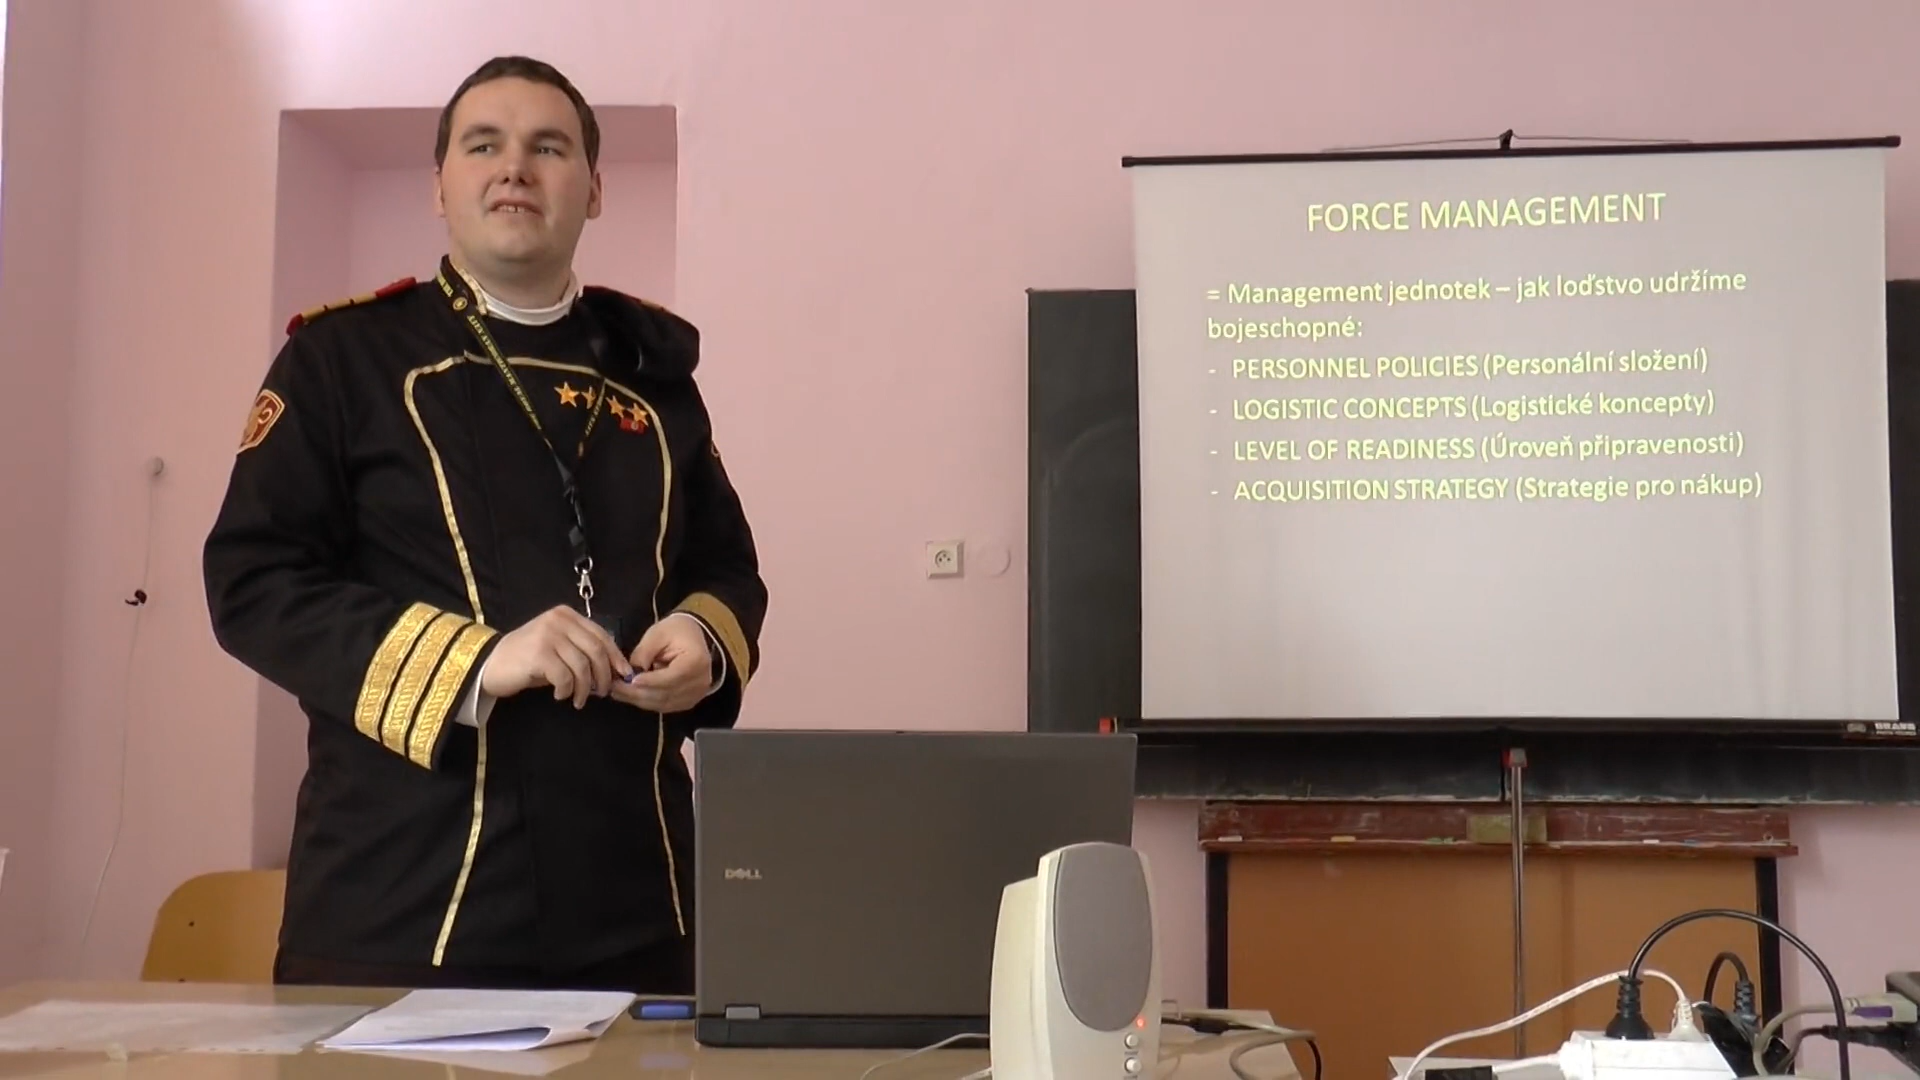 FORCE MANAGEMENT
= Management jednotek – jak loďstvo udržíme
bojeschopné:
- PERSONNEL POLICIES (Personální složení)
- LOGISTIC CONCEPTS (Logistické koncepty)
- LEVEL OF READINESS (Úroveň připravenosti)
- ACQUISITION STRATEGY (Strategie pro nákup)
DELL